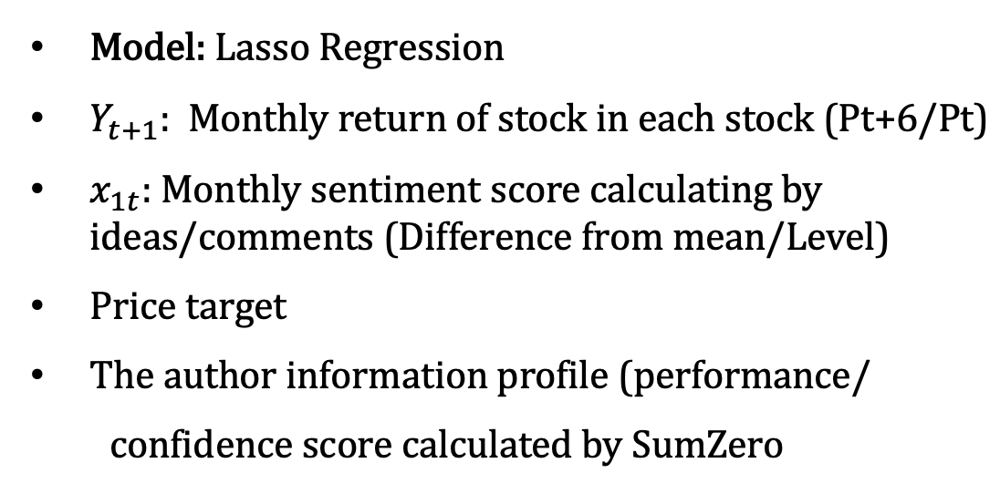 • Model: Lasso Regression
• Y_{t+1}: Monthly return of stock in each stock (Pt+6/Pt)
• x_{1t}: Monthly sentiment score calculating by
ideas/comments (Difference from mean/Level)
• Price target
• The author information profile (performance/
confidence score calculated by SumZero